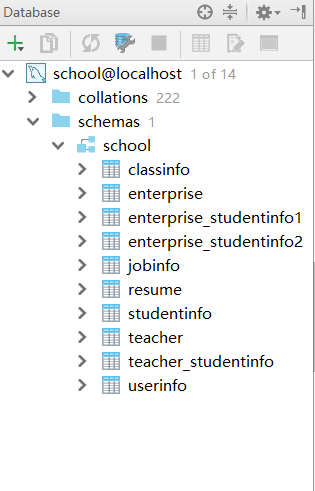 Database
school@localhost 1 of 14
collations 222
schemas 1
school
classinfo
enterprise
enterprise_studentinfo1
enterprise_studentinfo2
jobinfo
resume
studentinfo
teacher
teacher_studentinfo
userinfo